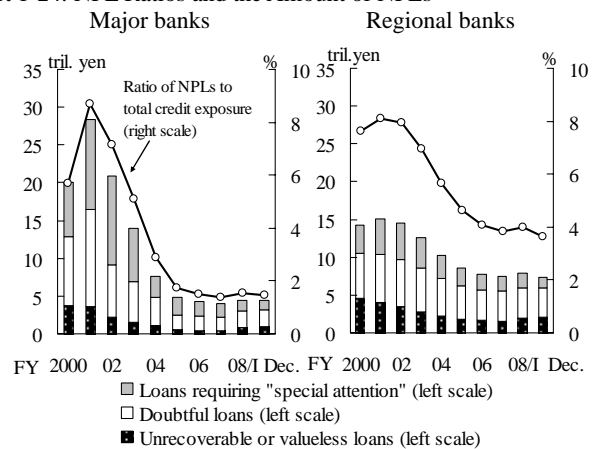 Major banks
Regional banks
tril. yen
%
Ratio of NPLs to
total credit exposure
(right scale)
35
30
25
20
15
10
5
0
10
8
6
4
2
0
tril. yen
%
35
30
25
20
15
10
5
0
10
8
6
4
2
0
FY 2000 02 04 06 08/I Dec.
FY 2000 02 04 06 08/I Dec.
Loans requiring "special attention" (left scale)
Doubtful loans (left scale)
Unrecoverable or valueless loans (left scale)